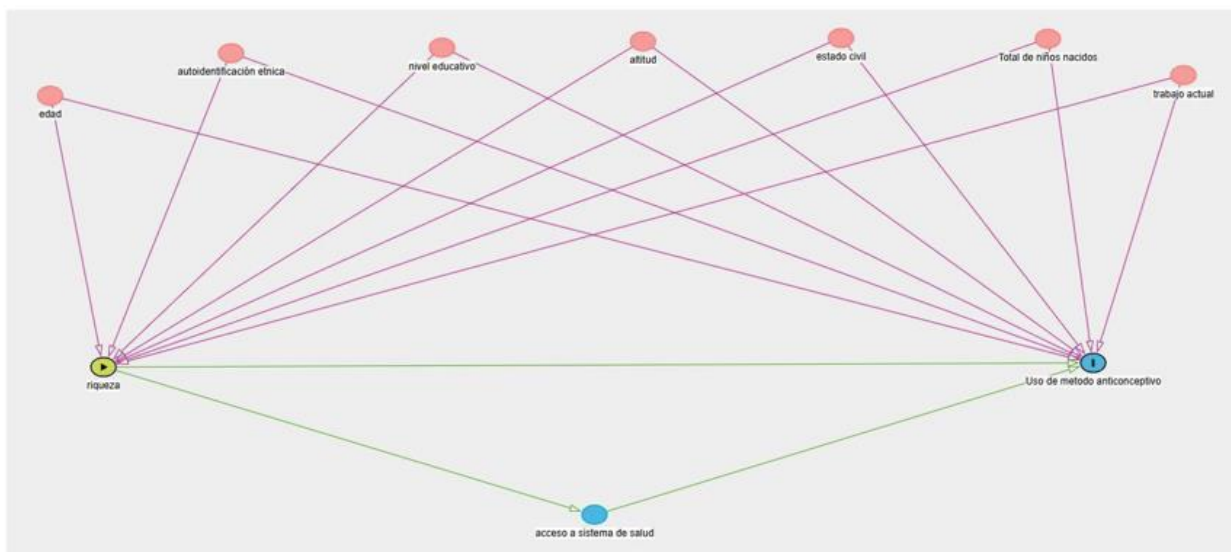 edad
autoidentificación etnica
nivel educativo
altitud
estado civil
Total de niños nacidos
trabajo actual
riqueza
Uso de metodo anticonceptivo
acceso a sistema de salud